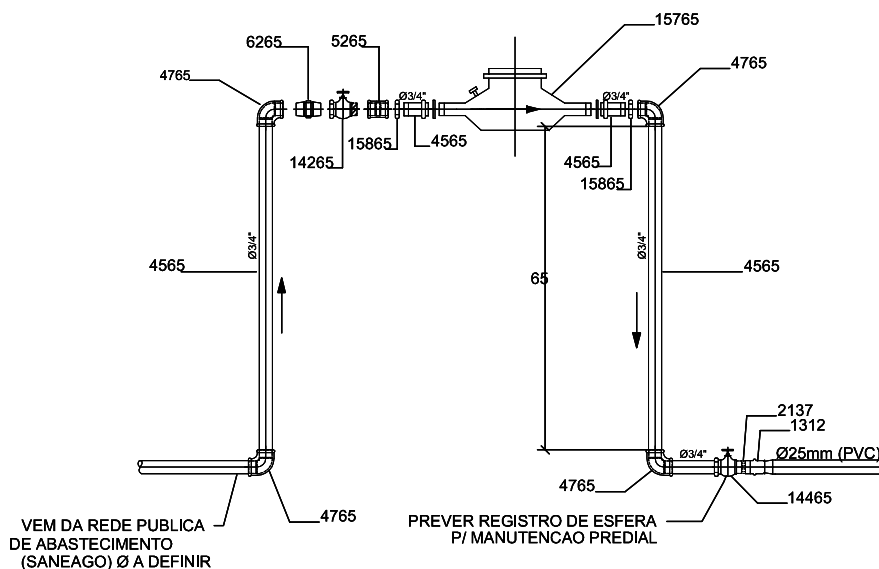 15765
6265
5265
4765
4765
Ø3/4"
Ø3/4"
14265
15865
4565
4565
15865
Ø3/4"
Ø3/4"
4565
65
4565
2137
1312
Ø3/4"
Ø25mm (PVC)
4765
14465
4765
VEM DA REDE PUBLICA
DE ABASTECIMENTO
(SANEAGO) Ø A DEFINIR
PREVER REGISTRO DE ESFERA
P/ MANUTENCAO PREDIAL